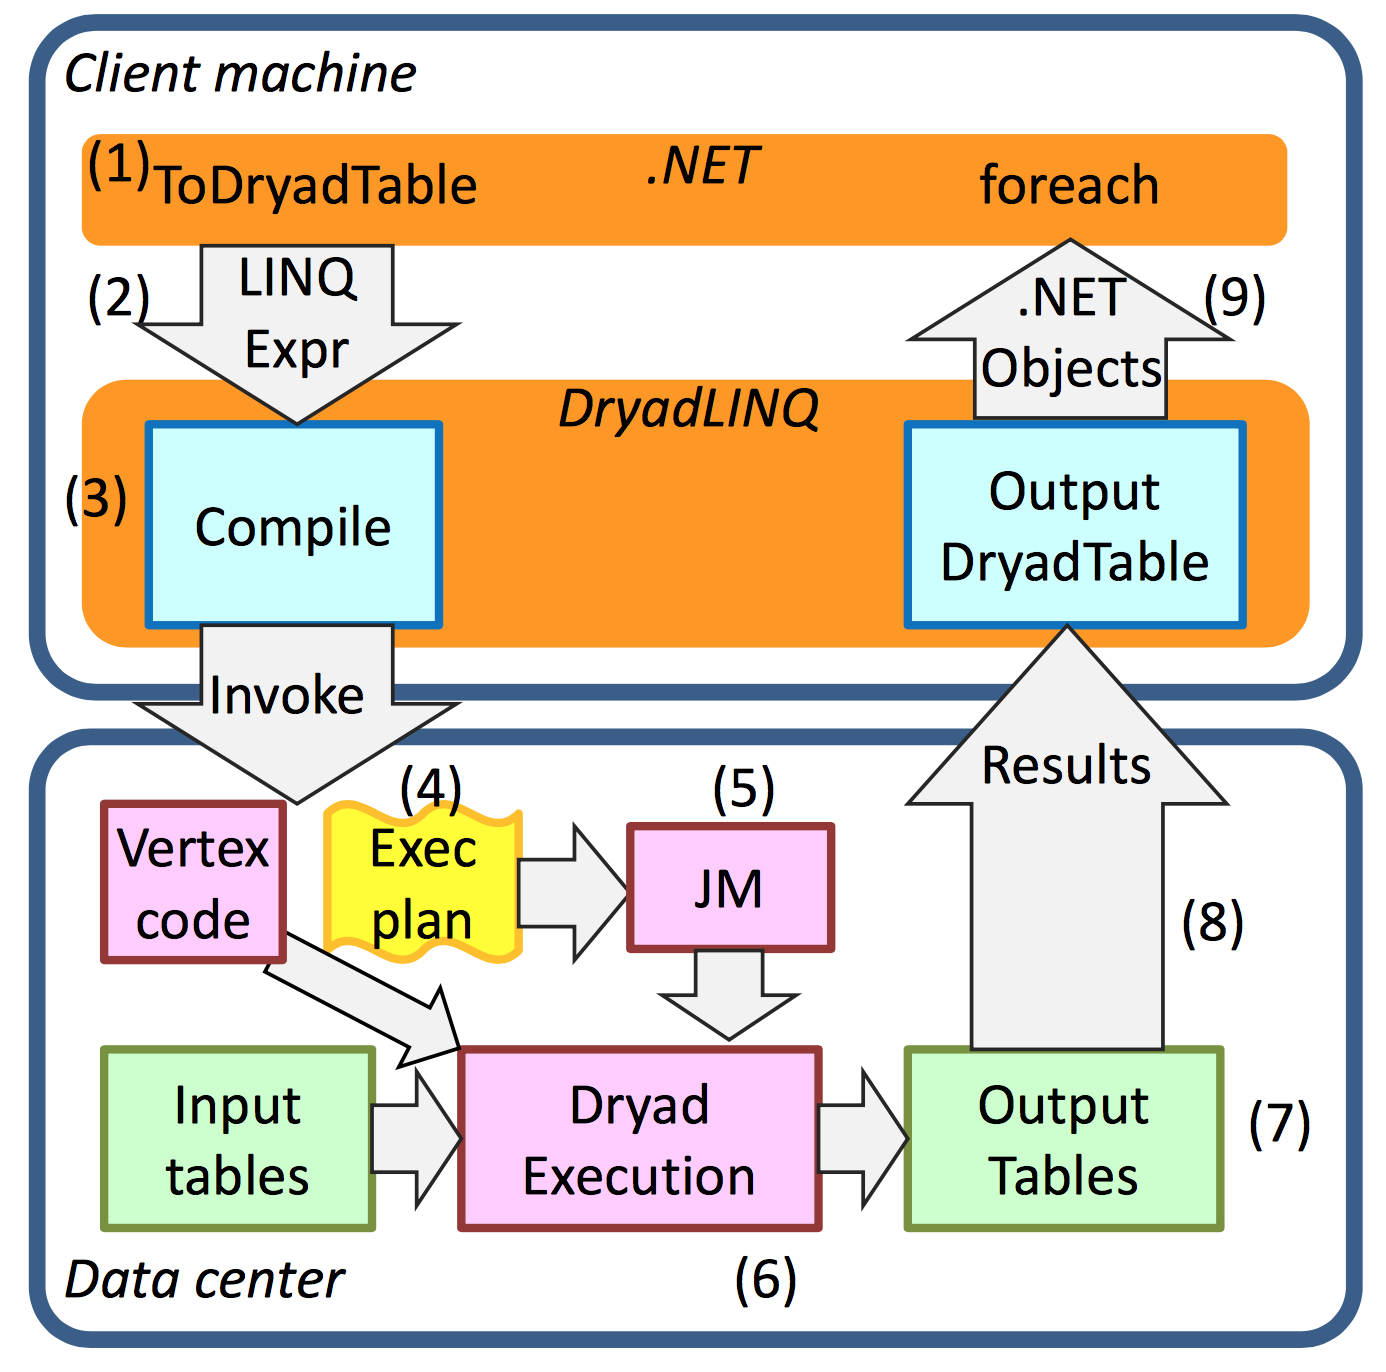 Client machine
(1)
ToDryadTable
.NET
foreach
(2)
LINQ
Expr
.NET
Objects
(9)
DryadLINQ
(3)
Compile
Output
DryadTable
Invoke
Results
(4)
(5)
Vertex
code
Exec
plan
JM
(8)
Input
tables
Dryad
Execution
Output
Tables
(7)
Data center
(6)